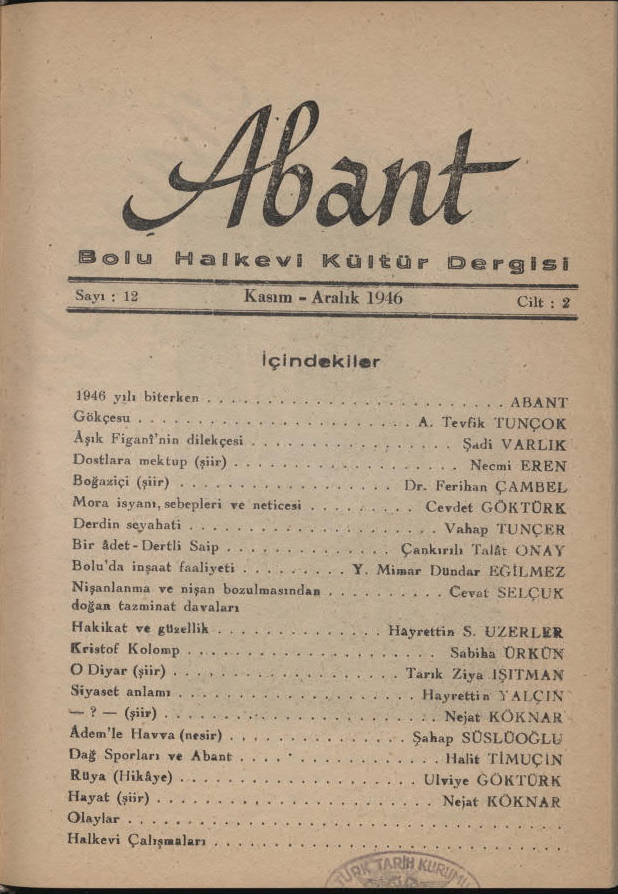 Abant
Bolu Halkevi Kültür Dergisi
Sayı : 12 Kasım - Aralık 1946 Cilt : 2
İçindekiler
1946 yılı biterken . . . . . . . . . . . . . . . . . . . . . . . . . . ABANT
Gökçesu . . . . . . . . . . . . . . . . . . . . . . . A. Tevfik TUNÇOK
Âşık Figanî'nin dilekçesi . . . . . . . . . . . . . . . . . . Şadi VARLIK
Dostlara mektup (şiir) . . . . . . . . . . . . . . . . . . . Necmi EREN
Boğaziçi (şiir) . . . . . . . . . . . . . . . . . . . Dr. Ferihan ÇAMBEL
Mora isyanı, sebepleri ve neticesi . . . . . . . . . . Cevdet GÖKTÜRK
Derdin seyahati . . . . . . . . . . . . . . . . . . . . . Vahap TUNÇER
Bir âdet - Dertli Saip . . . . . . . . . . . . . . Çankırılı Talât ONAY
Bolu'da inşaat faaliyeti . . . . . . . . . Y. Mimar Dündar EĞİLMEZ
Nişanlanma ve nişan bozulmasından . . . . . . . . . . Cevat SELÇUK
doğan tazminat davaları
Hakikat ve güzellik . . . . . . . . . . . . . . Hayrettin S. UZERLER
Kristof Kolomp . . . . . . . . . . . . . . . . . . . . . . Sabiha ÜRKÜN
O Diyar (şiir) . . . . . . . . . . . . . . . . . . . Tarık Ziya IŞITMAN
Siyaset anlamı . . . . . . . . . . . . . . . . . . . . Hayrettin YALÇIN
— ? — (şiir) . . . . . . . . . . . . . . . . . . . . . . . Nejat KÖKNAR
Âdem'le Havva (nesir) . . . . . . . . . . . . . . . Şahap SÜSLÜOĞLU
Dağ Sporları ve Abant . . . . . . . . . . . . . . . . . Halit TİMUÇİN
Rüya (Hikâye) . . . . . . . . . . . . . . . . . . . . Ulviye GÖKTÜRK
Hayat (şiir) . . . . . . . . . . . . . . . . . . . . . . . . Nejat KÖKNAR
Olaylar . . . . . . . . . . . . . . . . . . . . . . . . . . . . . . . . . . . .
Halkevi Çalışmaları . . . . . . . . . . . . . . . . . . . . . . . . . . . . .
TÜRK TARİH KURUMU